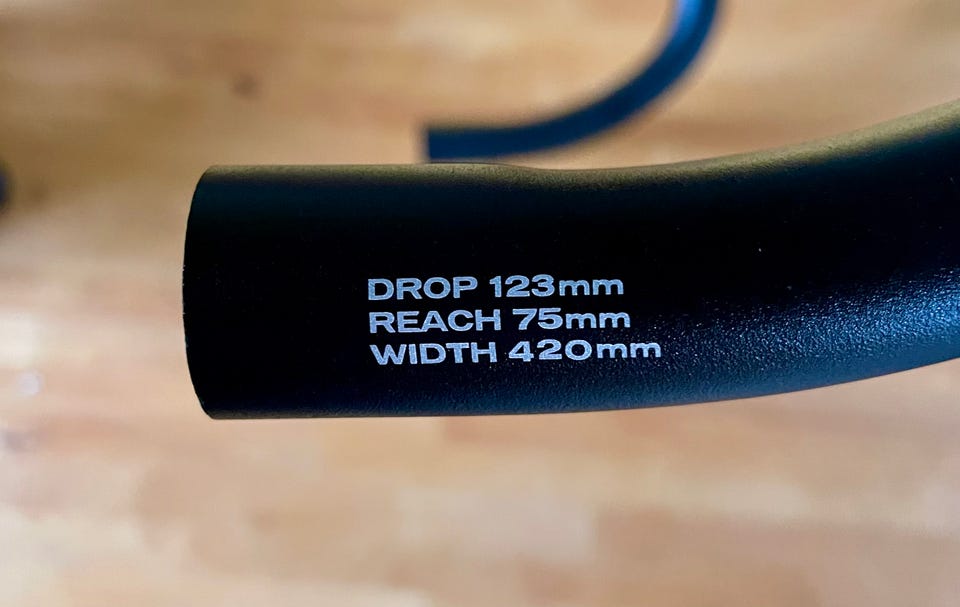 DROP 123mm
REACH 75mm
WIDTH 420mm